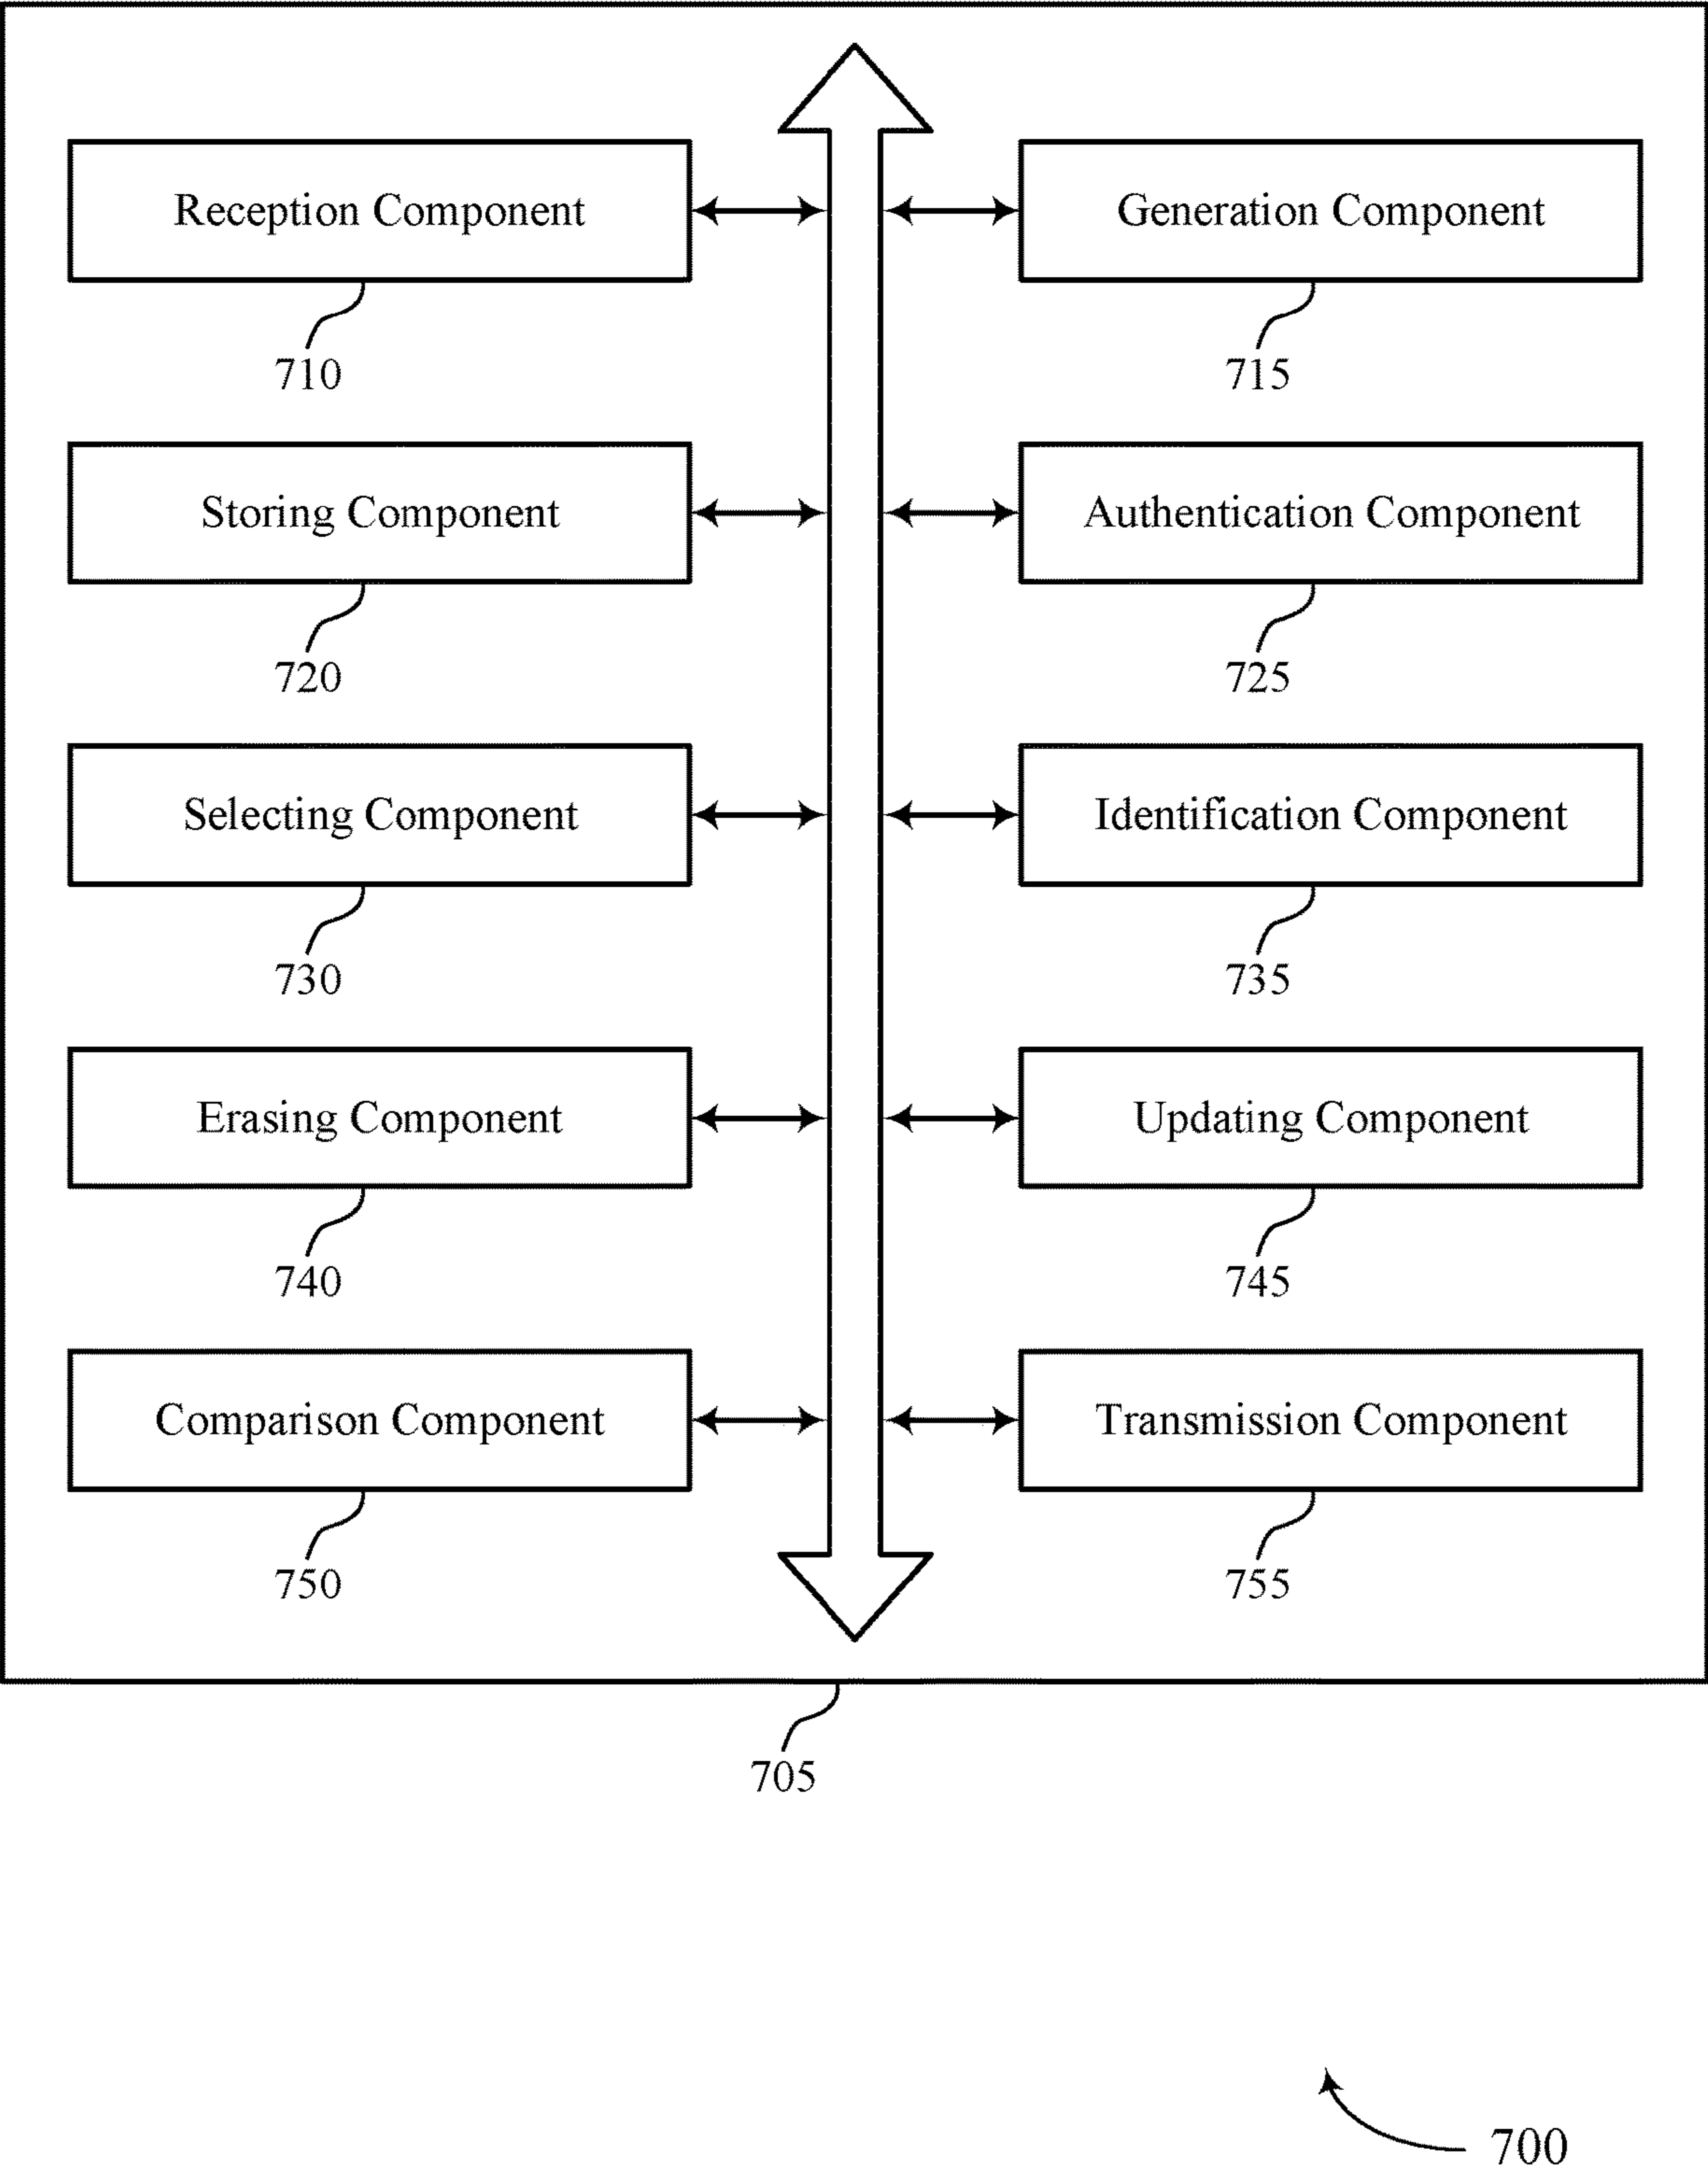 Reception Component
Generation Component
710
715
Storing Component
Authentication Component
720
725
Selecting Component
Identification Component
730
735
Erasing Component
Updating Component
740
745
Comparison Component
Transmission Component
750
755
705
700